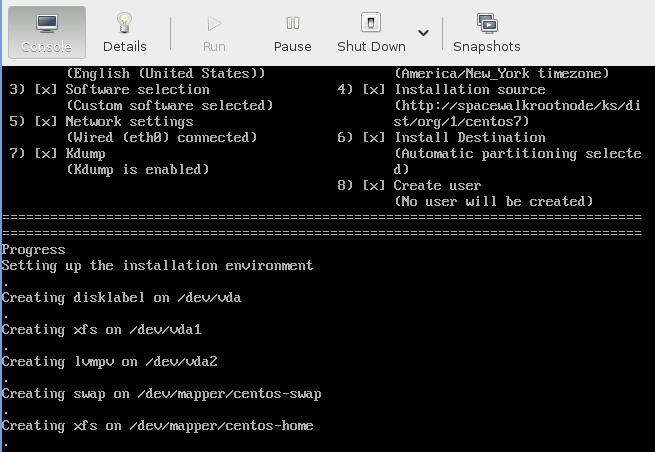 Console Details Run Pause Shut Down Snapshots
(English (United States)) (America/New_York timezone)
3) [x] Software selection 4) [x] Installation source
(Custom software selected) (http://spacewalkrootnode/ks/di
5) [x] Network settings st/org/1/centos7)
(Wired (eth0) connected) 6) [x] Install Destination
7) [x] Kdump (Automatic partitioning selecte
(Kdump is enabled) d)
8) [x] Create user
(No user will be created)
================================================================================
================================================================================
Progress
Setting up the installation environment
.
Creating disklabel on /dev/vda
.
Creating xfs on /dev/vda1
.
Creating lvmpv on /dev/vda2
.
Creating swap on /dev/mapper/centos-swap
.
Creating xfs on /dev/mapper/centos-home
.